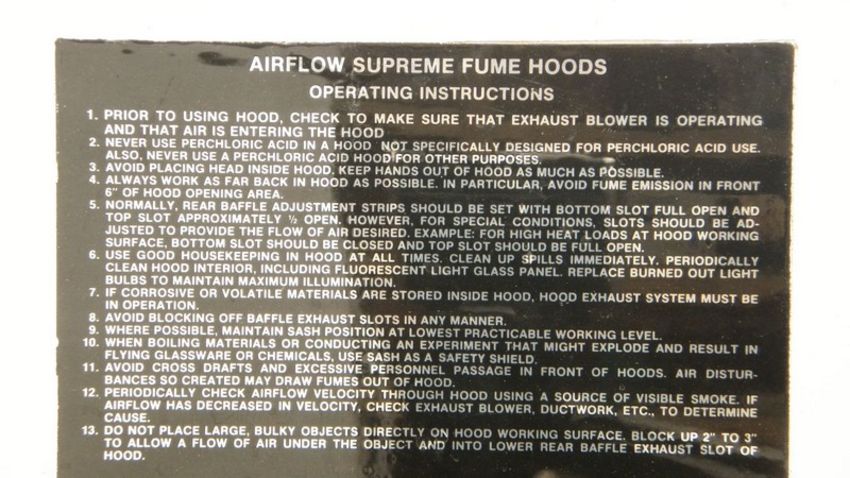 AIRFLOW SUPREME FUME HOODS
OPERATING INSTRUCTIONS
1. PRIOR TO USING HOOD, CHECK TO MAKE SURE THAT EXHAUST BLOWER IS OPERATING
AND THAT AIR IS ENTERING THE HOOD
2. NEVER USE PERCHLORIC ACID IN A HOOD NOT SPECIFICALLY DESIGNED FOR PERCHLORIC ACID USE.
ALSO, NEVER USE A PERCHLORIC ACID HOOD FOR OTHER PURPOSES.
3. AVOID PLACING HEAD INSIDE HOOD. KEEP HANDS OUT OF HOOD AS MUCH AS POSSIBLE.
4. ALWAYS WORK AS FAR BACK IN HOOD AS POSSIBLE. IN PARTICULAR, AVOID FUME EMISSION IN FRONT
6" OF HOOD OPENING AREA.
5. NORMALLY, REAR BAFFLE ADJUSTMENT STRIPS SHOULD BE SET WITH BOTTOM SLOT FULL OPEN AND
TOP SLOT APPROXIMATELY ½ OPEN. HOWEVER, FOR SPECIAL CONDITIONS, SLOTS SHOULD BE AD-
JUSTED TO PROVIDE THE FLOW OF AIR DESIRED. EXAMPLE: FOR HIGH HEAT LOADS AT HOOD WORKING
SURFACE, BOTTOM SLOT SHOULD BE CLOSED AND TOP SLOT SHOULD BE FULL OPEN.
6. USE GOOD HOUSEKEEPING IN HOOD AT ALL TIMES. CLEAN UP SPILLS IMMEDIATELY. PERIODICALLY
CLEAN HOOD INTERIOR, INCLUDING FLUORESCENT LIGHT GLASS PANEL. REPLACE BURNED OUT LIGHT
BULBS TO MAINTAIN MAXIMUM ILLUMINATION.
7. IF CORROSIVE OR VOLATILE MATERIALS ARE STORED INSIDE HOOD, HOOD EXHAUST SYSTEM MUST BE
IN OPERATION.
8. AVOID BLOCKING OFF BAFFLE EXHAUST SLOTS IN ANY MANNER.
9. WHERE POSSIBLE, MAINTAIN SASH POSITION AT LOWEST PRACTICABLE WORKING LEVEL.
10. WHEN BOILING MATERIALS OR CONDUCTING AN EXPERIMENT THAT MIGHT EXPLODE AND RESULT IN
FLYING GLASSWARE OR CHEMICALS, USE SASH AS A SAFETY SHIELD.
11. AVOID CROSS DRAFTS AND EXCESSIVE PERSONNEL PASSAGE IN FRONT OF HOODS. AIR DISTUR-
BANCES SO CREATED MAY DRAW FUMES OUT OF HOOD.
12. PERIODICALLY CHECK AIRFLOW VELOCITY THROUGH HOOD USING A SOURCE OF VISIBLE SMOKE. IF
AIRFLOW HAS DECREASED IN VELOCITY, CHECK EXHAUST BLOWER, DUCTWORK, ETC., TO DETERMINE
CAUSE.
13. DO NOT PLACE LARGE, BULKY OBJECTS DIRECTLY ON HOOD WORKING SURFACE. BLOCK UP 2" TO 3"
TO ALLOW A FLOW OF AIR UNDER THE OBJECT AND INTO LOWER REAR BAFFLE EXHAUST SLOT OF
HOOD.